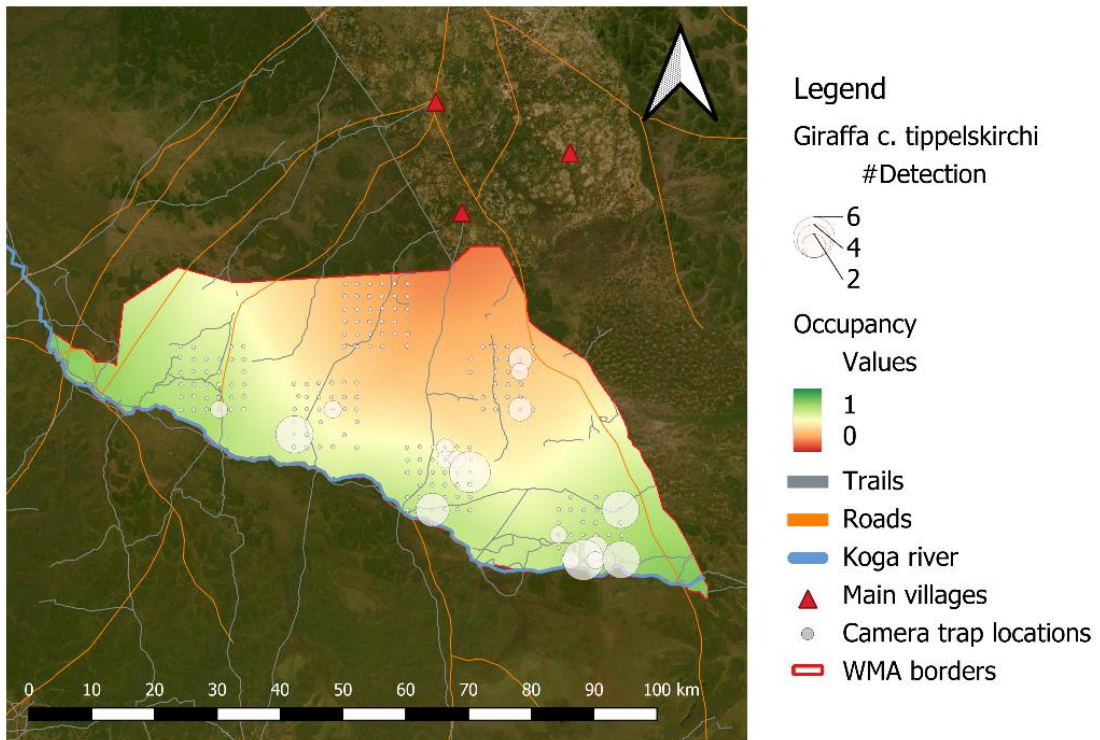 Legend
Giraffa c. tippelskirchi
#Detection
6
4
2
Occupancy
Values
1
0
Trails
Roads
Koga river
Main villages
Camera trap locations
WMA borders
0 10 20 30 40 50 60 70 80 90 100 km